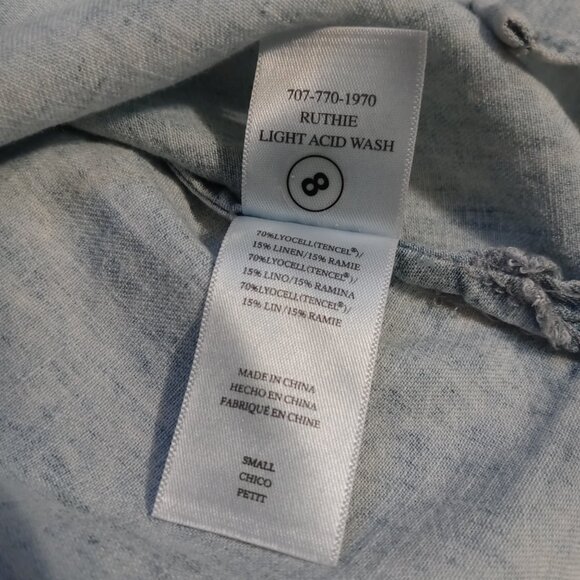 707-770-1970
RUTHIE
LIGHT ACID WASH
8
70%LYOCELL(TENCEL®)/
15% LINEN/15% RAMIE
70%LYOCELL(TENCEL®)/
15% LINO/15% RAMINA
70%LYOCELL(TENCEL®)/
15% LIN/15% RAMIE
MADE IN CHINA
HECHO EN CHINA
FABRIQUÉ EN CHINE
SMALL
CHICO
PETIT